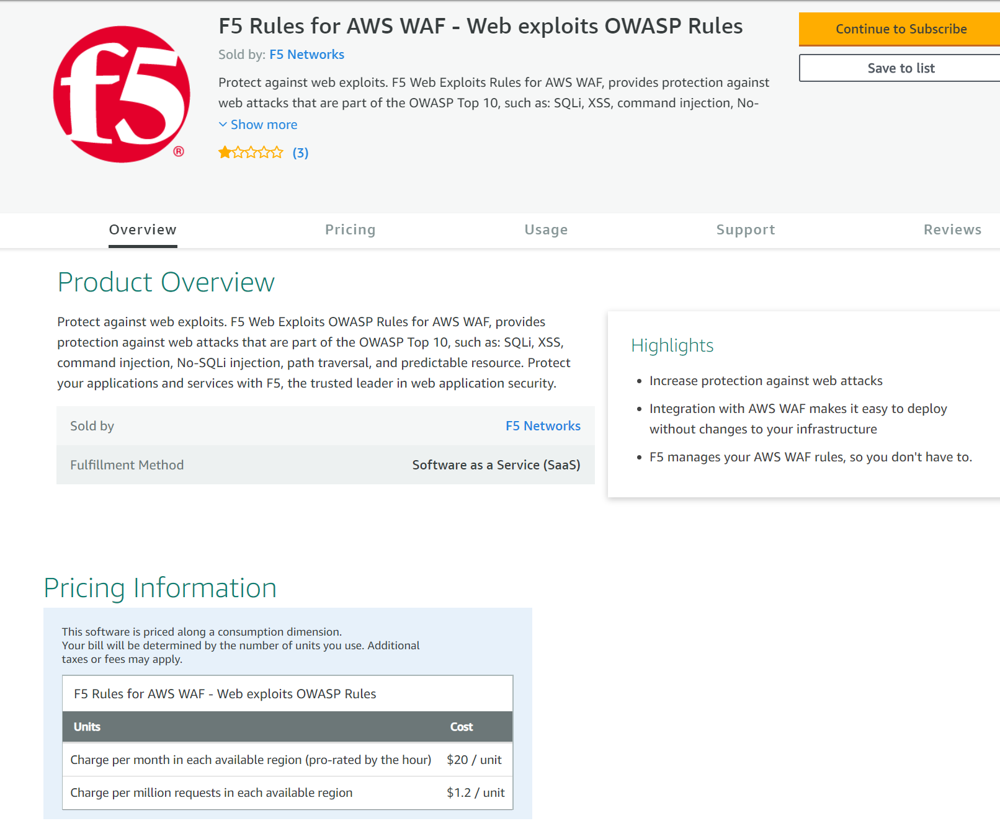 f5
®
F5 Rules for AWS WAF - Web exploits OWASP Rules
Sold by: F5 Networks
Protect against web exploits. F5 Web Exploits Rules for AWS WAF, provides protection against
web attacks that are part of the OWASP Top 10, such as: SQLi, XSS, command injection, No-
Show more
(3)
Continue to Subscribe
Save to list
Overview
Pricing
Usage
Support
Reviews
Product Overview
Protect against web exploits. F5 Web Exploits OWASP Rules for AWS WAF, provides
protection against web attacks that are part of the OWASP Top 10, such as: SQLi, XSS,
command injection, No-SQLi injection, path traversal, and predictable resource. Protect
your applications and services with F5, the trusted leader in web application security.
Sold by
F5 Networks
Fulfillment Method
Software as a Service (SaaS)
Highlights
• Increase protection against web attacks
• Integration with AWS WAF makes it easy to deploy
without changes to your infrastructure
• F5 manages your AWS WAF rules, so you don't have to.
Pricing Information
This software is priced along a consumption dimension.
Your bill will be determined by the number of units you use. Additional
taxes or fees may apply.
F5 Rules for AWS WAF - Web exploits OWASP Rules
Units Cost
Charge per month in each available region (pro-rated by the hour) $20 / unit
Charge per million requests in each available region $1.2 / unit